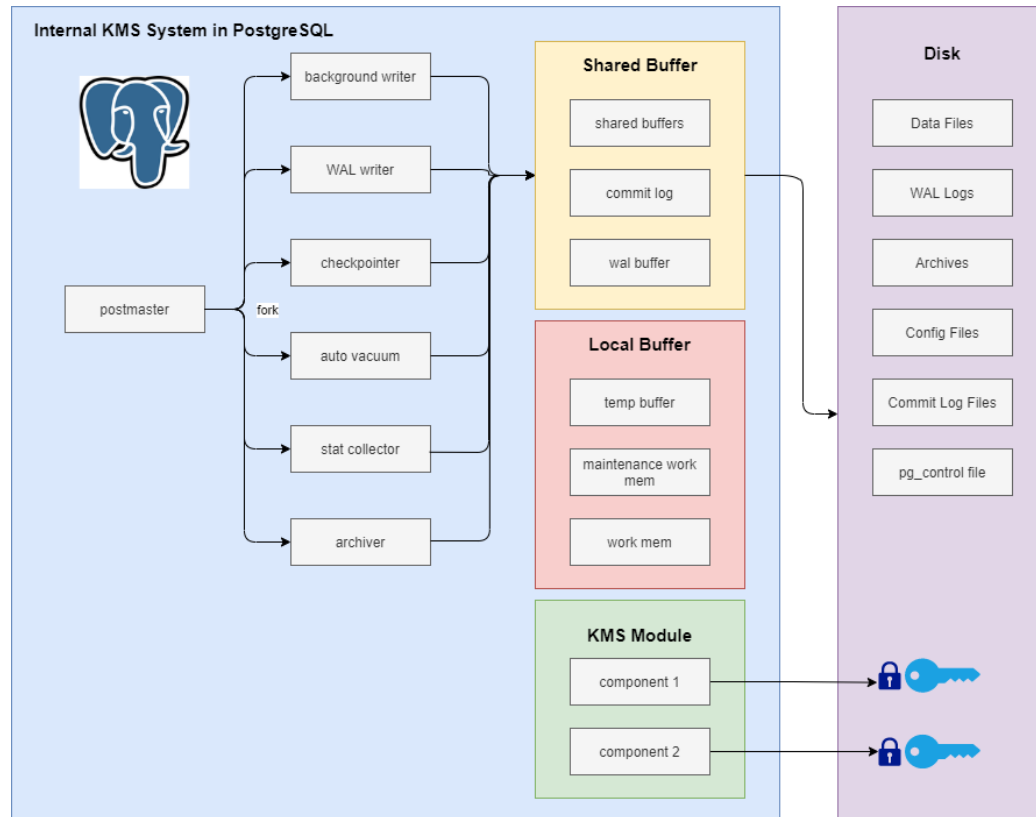 Internal KMS System in PostgreSQL
background writer
WAL writer
checkpointer
postmaster
fork
auto vacuum
stat collector
archiver
Shared Buffer
shared buffers
commit log
wal buffer
Local Buffer
temp buffer
maintenance work
mem
work mem
KMS Module
component 1
component 2
Disk
Data Files
WAL Logs
Archives
Config Files
Commit Log Files
pg_control file